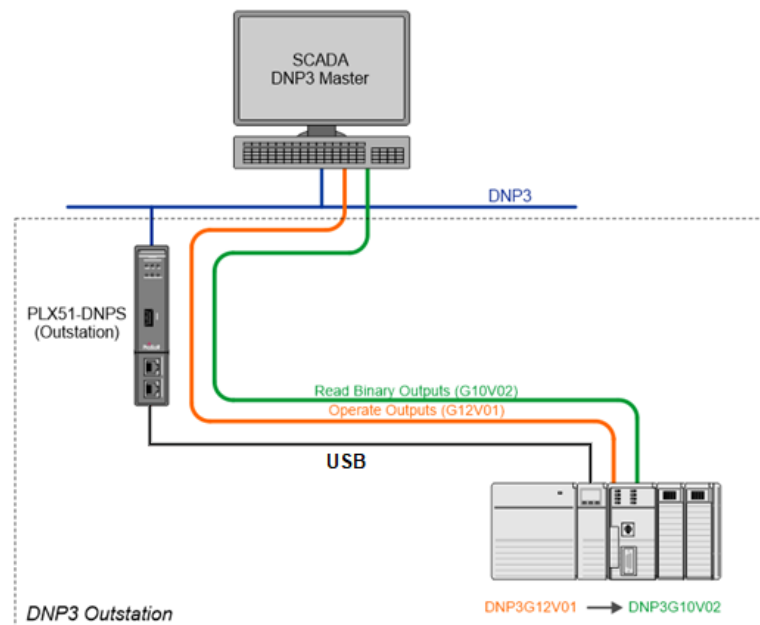 SCADA
DNP3 Master
DNP3
PLX51-DNPS
(Outstation)
Read Binary Outputs (G10V02)
Operate Outputs (G12V01)
USB
DNP3G12V01
DNP3G10V02
DNP3 Outstation